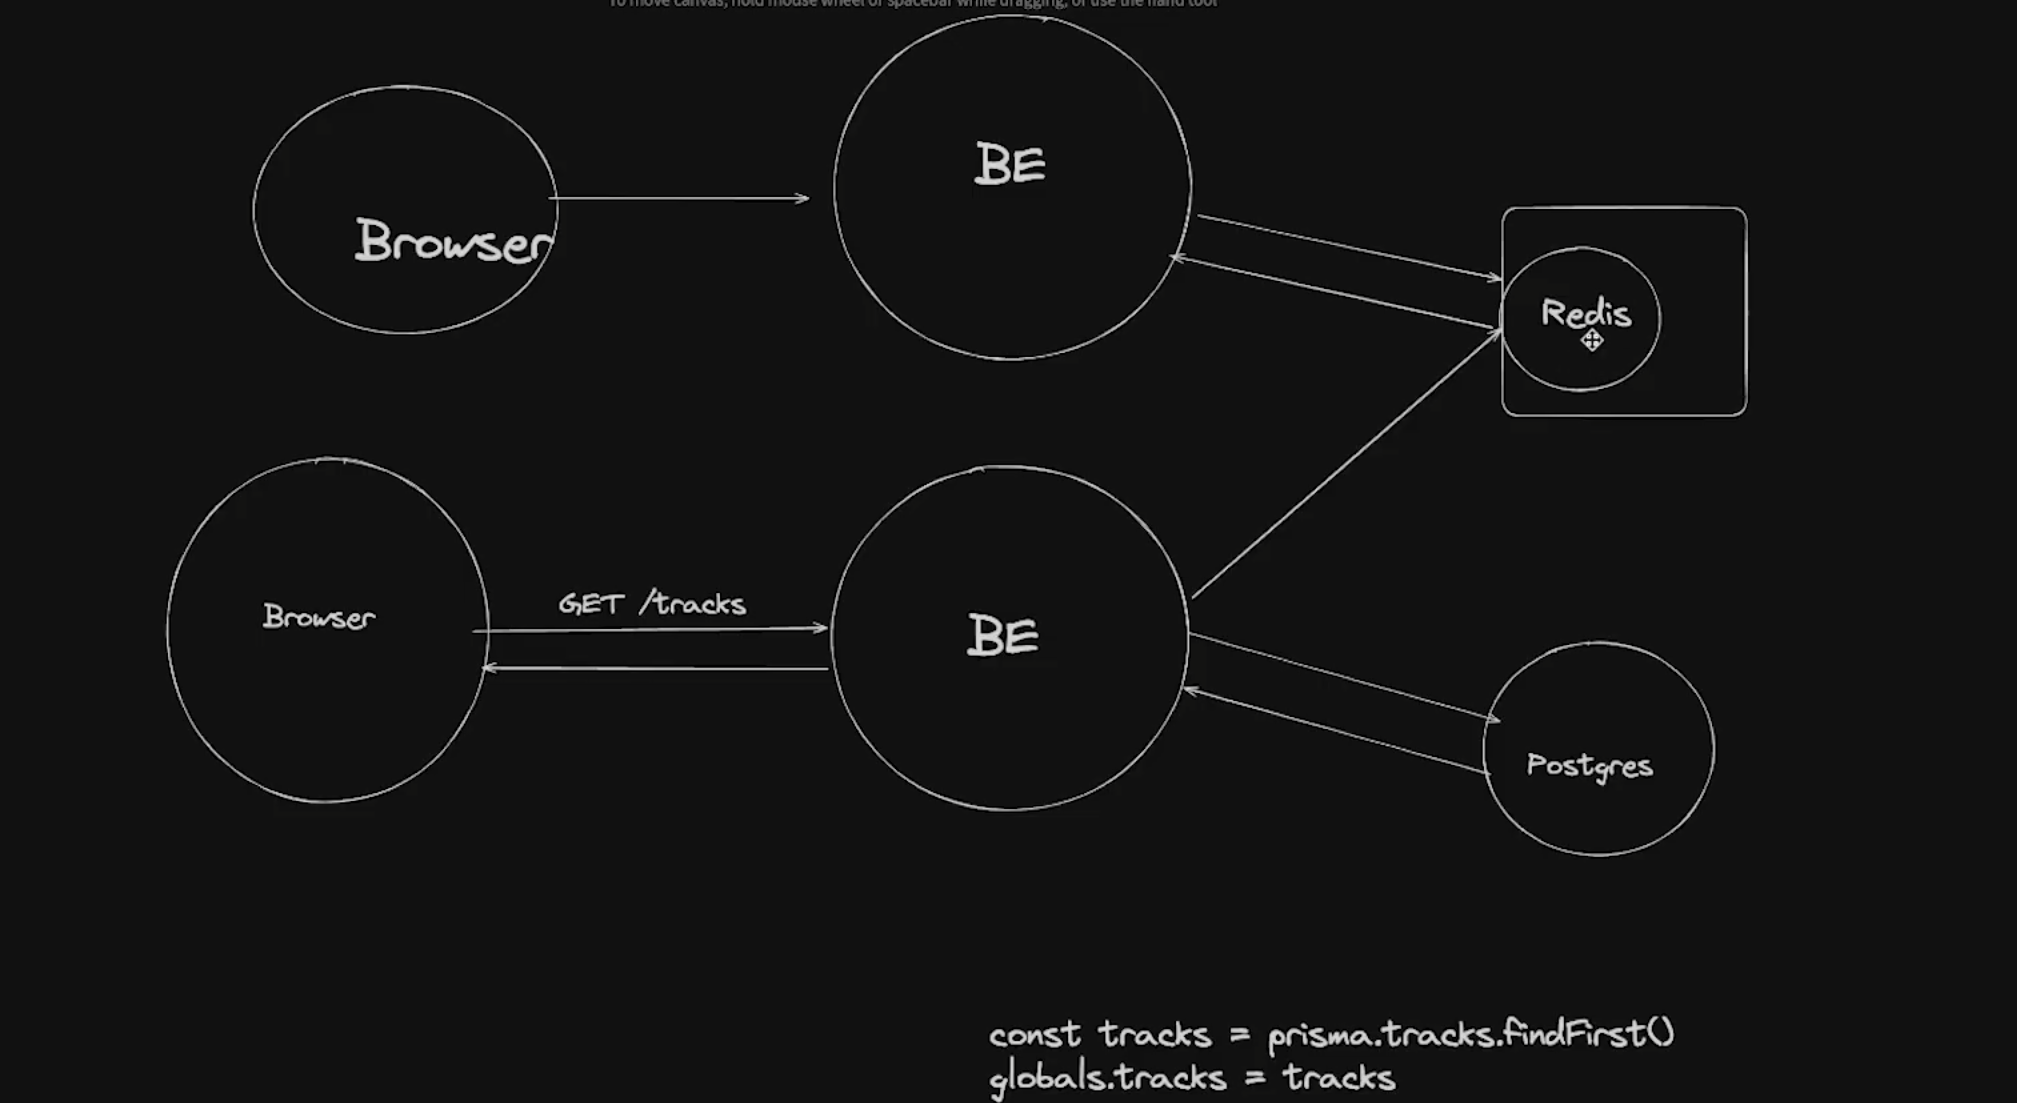 To move canvas, hold mouse wheel or spacebar while dragging, or use the hand tool
BE
Browser
Redis
GET /tracks
Browser
BE
Postgres
const tracks = prisma.tracks.findFirst()
globals.tracks = tracks